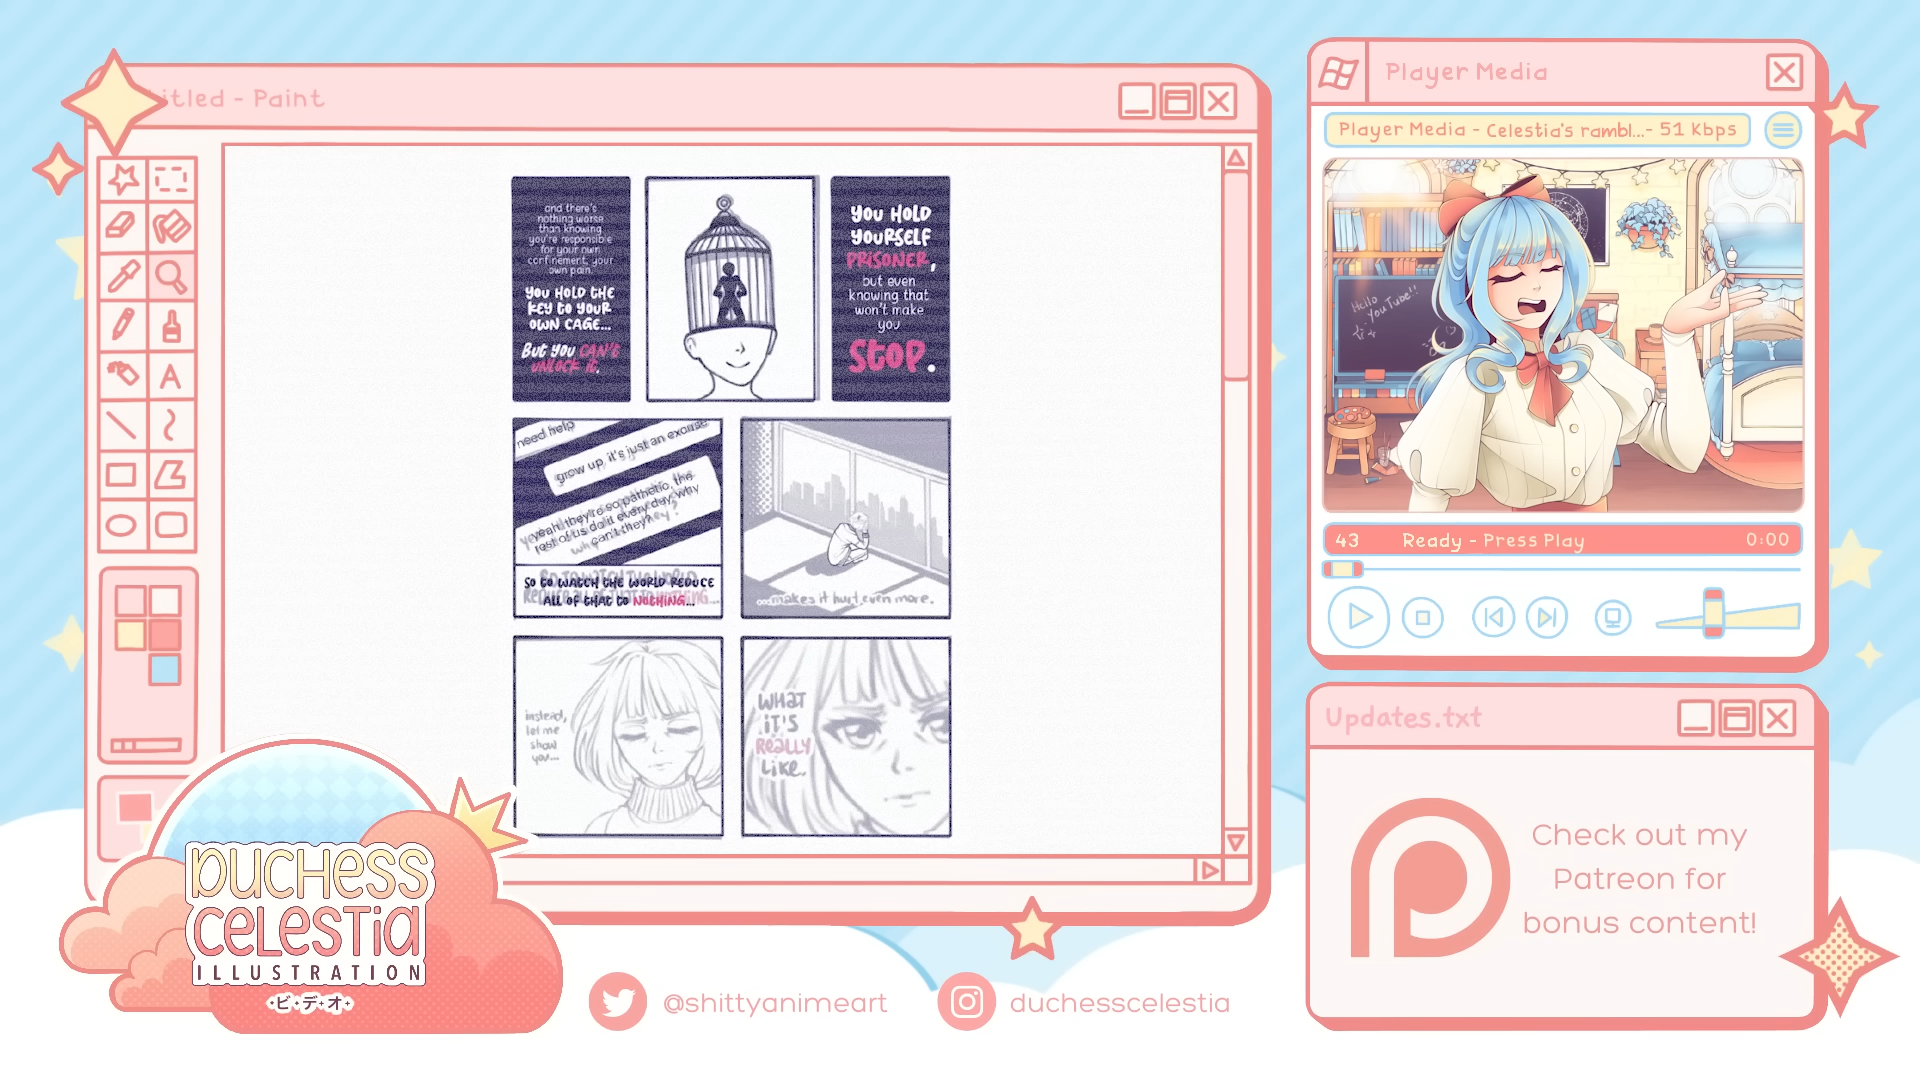 Untitled - Paint
and there's
nothing worse
than knowing
you're responsible
for your own
confinement, your
own pain.
YOU HOLD THE
KEY TO YOUR
OWN CAGE...
But you CAN'T
UNLOCK it.
YOU HOLD
YOURSELF
PRISONER,
but even
knowing that
won't make
you
STOP.
need help
grow up, it's just an excuse
yeah they're so pathetic, the
rest of us do it every day, why
can't they?
SO to WATCH tHE WORLD REDUCE
ALL OF tHAt to NOtHING...
...makes it hurt even more.
instead,
let me
show
you...
WHAT
it'S
REALLY
LIKE.
Player Media
Player Media - Celestia's rambl...- 51 Kbps
Hello
YouTube!!
43 Ready - Press Play 0:00
Updates.txt
Check out my
Patreon for
bonus content!
DUCHESS
CELESTIA
ILLUSTRATION
・ビ・デ・オ・
@shittyanimeart
duchesscelestia